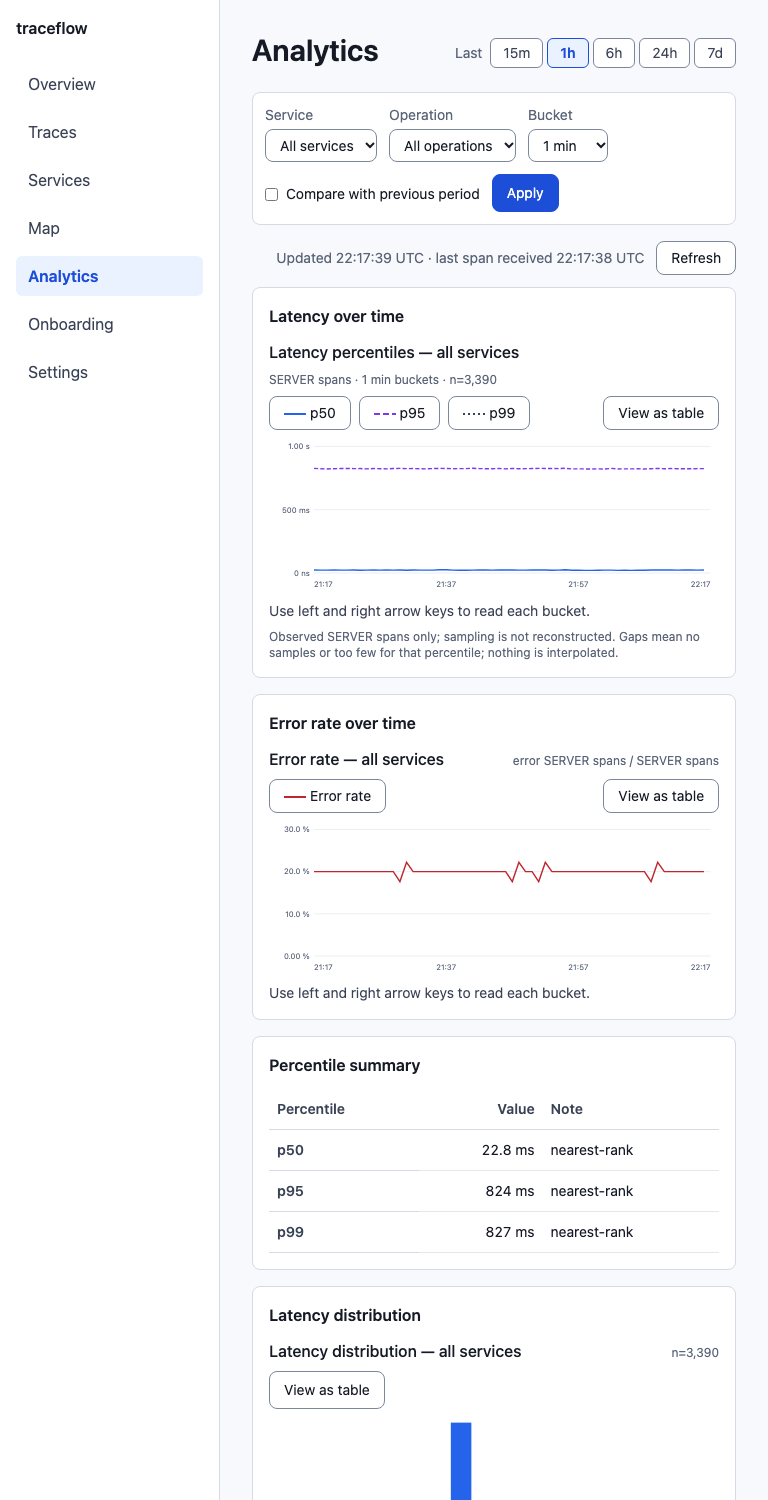 traceflow
Overview
Traces
Services
Map
Analytics
Onboarding
Settings
Analytics
Last 15m 1h 6h 24h 7d
Service Operation Bucket
All services All operations 1 min
Compare with previous period Apply
Updated 22:17:39 UTC · last span received 22:17:38 UTC Refresh
Latency over time
Latency percentiles — all services
SERVER spans · 1 min buckets · n=3,390
p50 p95 p99 View as table
1.00 s
500 ms
0 ns
21:17 21:37 21:57 22:17
Use left and right arrow keys to read each bucket.
Observed SERVER spans only; sampling is not reconstructed. Gaps mean no
samples or too few for that percentile; nothing is interpolated.
Error rate over time
Error rate — all services error SERVER spans / SERVER spans
Error rate View as table
30.0 %
20.0 %
10.0 %
0.00 %
21:17 21:37 21:57 22:17
Use left and right arrow keys to read each bucket.
Percentile summary
Percentile Value Note
p50 22.8 ms nearest-rank
p95 824 ms nearest-rank
p99 827 ms nearest-rank
Latency distribution
Latency distribution — all services n=3,390
View as table